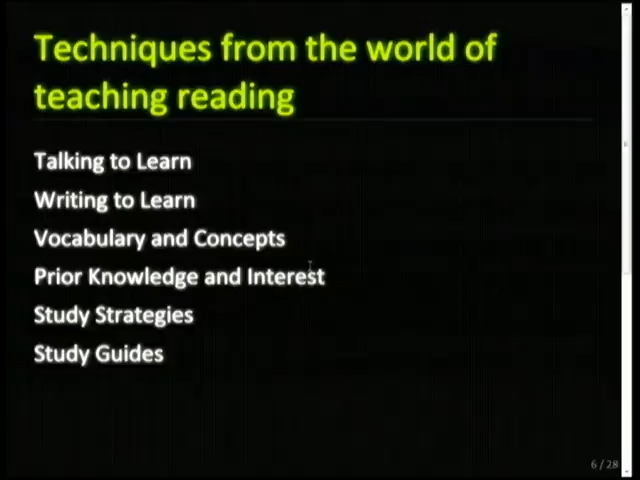 Techniques from the world of
teaching reading
Talking to Learn
Writing to Learn
Vocabulary and Concepts
Prior Knowledge and Interest
Study Strategies
Study Guides
6 / 28